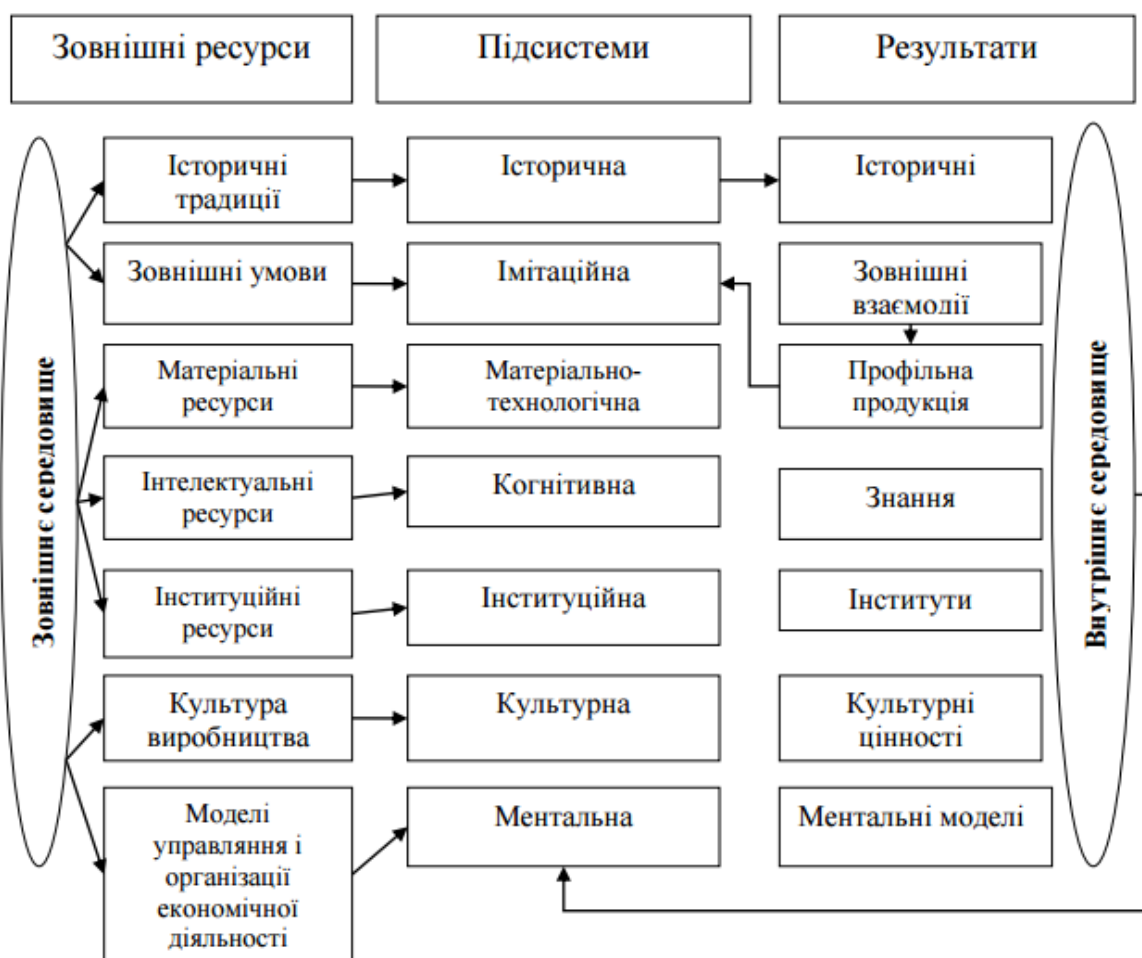 Зовнішні ресурси
Підсистеми
Результати
Зовнішнє середовище
Історичні
традиції
Історична
Історичні
Зовнішні умови
Імітаційна
Зовнішні
взаємодії
Матеріальні
ресурси
Матеріально-
технологічна
Профільна
продукція
Інтелектуальні
ресурси
Когнітивна
Знання
Інституційні
ресурси
Інституційна
Інститути
Культура
виробництва
Культурна
Культурні
цінності
Моделі
управляння і
організації
економічної
діяльності
Ментальна
Ментальні моделі
Внутрішнє середовище